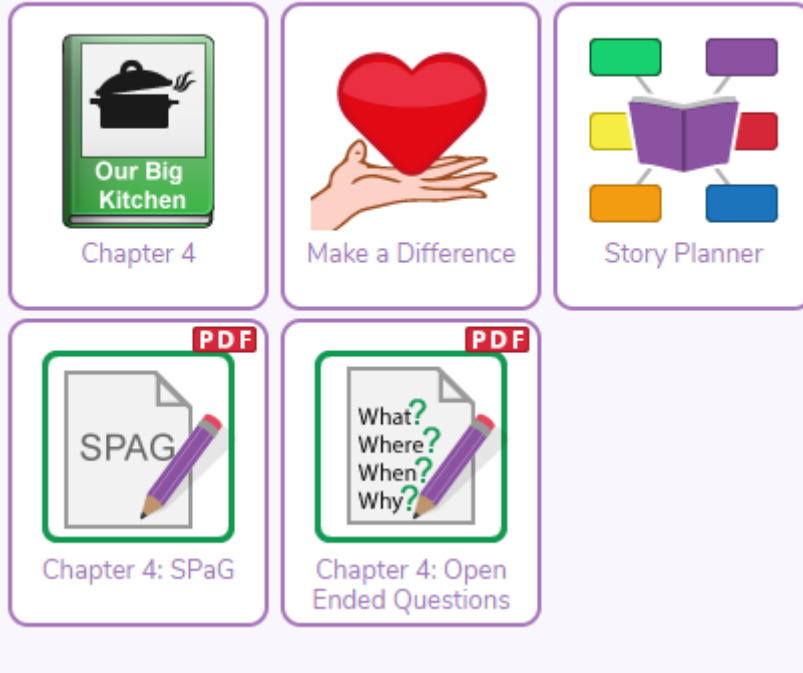 Our Big
Kitchen
Chapter 4
Make a Difference
Story Planner
PDF
SPAG
Chapter 4: SPaG
PDF
What?
Where?
When?
Why?
Chapter 4: Open
Ended Questions